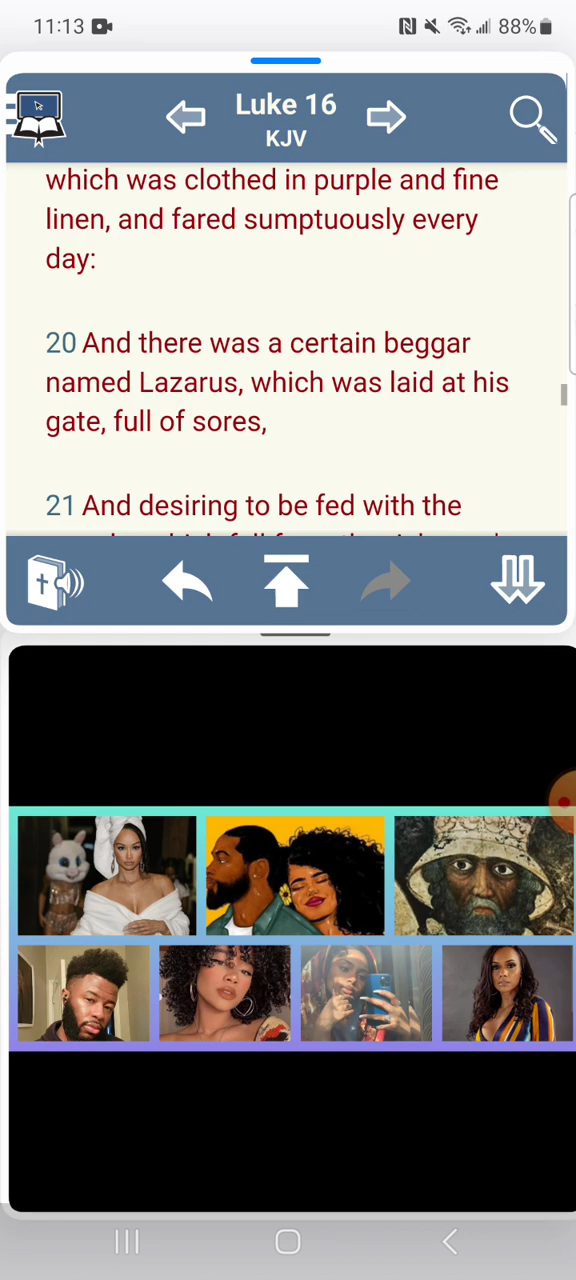 11:13
88%
Luke 16
KJV
which was clothed in purple and fine
linen, and fared sumptuously every
day:
20 And there was a certain beggar
named Lazarus, which was laid at his
gate, full of sores,
21 And desiring to be fed with the